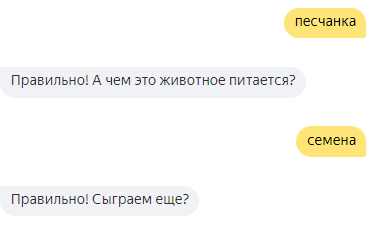 песчанка
Правильно! А чем это животное питается?
семена
Правильно! Сыграем еще?